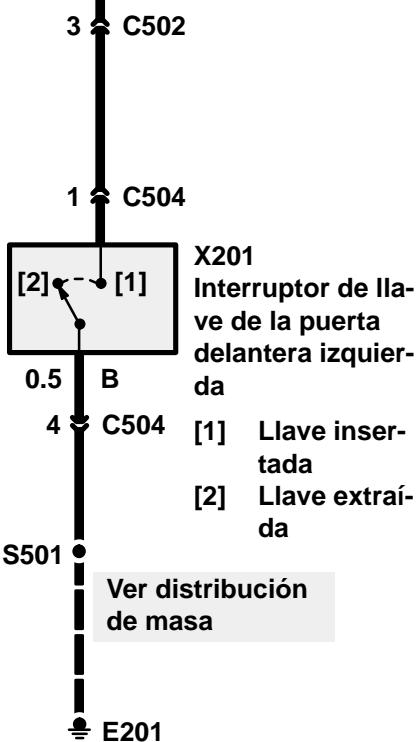 3 C502
1 C504
[2] [1]
X201
Interruptor de lla-
ve de la puerta
delantera izquier-
da
0.5 B
4 C504
[1] Llave inser-
tada
[2] Llave extraí-
da
S501
Ver distribución
de masa
E201